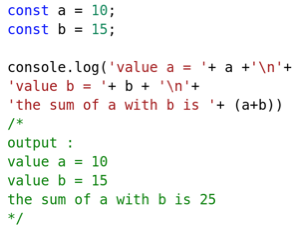 const a = 10;
const b = 15;
console.log('value a = '+ a +'\n'+
'value b = '+ b + '\n'+
'the sum of a with b is '+ (a+b))
/*
output :
value a = 10
value b = 15
the sum of a with b is 25
*/